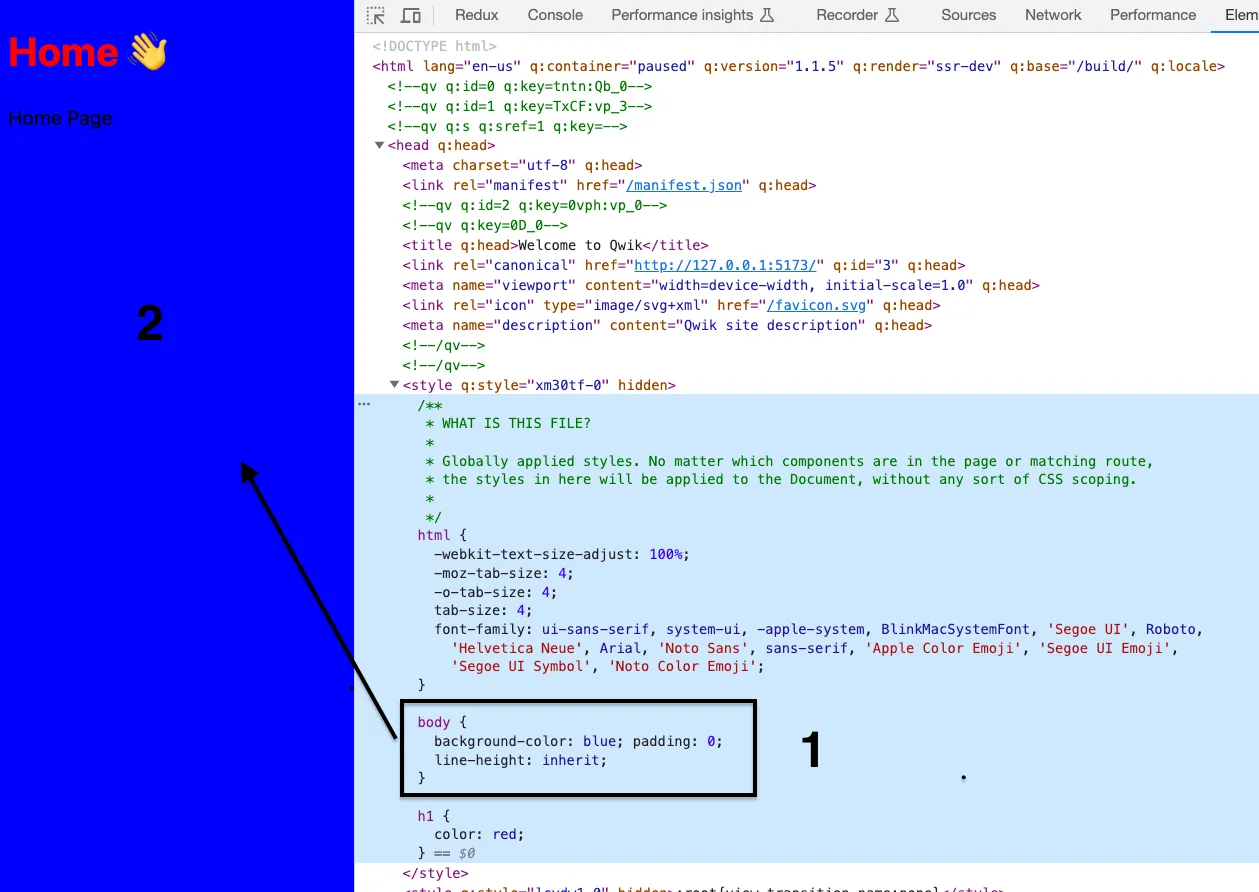 Home 👋
Home Page
2
Redux Console Performance insights Recorder Sources Network Performance Elem
<!DOCTYPE html>
<html lang="en-us" q:container="paused" q:version="1.1.5" q:render="ssr-dev" q:base="/build/" q:locale>
<!--qv q:id=0 q:key=tntn:Qb_0-->
<!--qv q:id=1 q:key=TxCF:vp_3-->
<!--qv q:s q:sref=1 q:key=-->
▼<head q:head>
<meta charset="utf-8" q:head>
<link rel="manifest" href="/manifest.json" q:head>
<!--qv q:id=2 q:key=0vph:vp_0-->
<!--qv q:key=0D_0-->
<title q:head>Welcome to Qwik</title>
<link rel="canonical" href="http://127.0.0.1:5173/" q:id="3" q:head>
<meta name="viewport" content="width=device-width, initial-scale=1.0" q:head>
<link rel="icon" type="image/svg+xml" href="/favicon.svg" q:head>
<meta name="description" content="Qwik site description" q:head>
<!--/qv-->
<!--/qv-->
▼<style q:style="xm30tf-0" hidden>
/**
* WHAT IS THIS FILE?
*
* Globally applied styles. No matter which components are in the page or matching route,
* the styles in here will be applied to the Document, without any sort of CSS scoping.
*
*/
html {
-webkit-text-size-adjust: 100%;
-moz-tab-size: 4;
-o-tab-size: 4;
tab-size: 4;
font-family: ui-sans-serif, system-ui, -apple-system, BlinkMacSystemFont, 'Segoe UI', Roboto,
'Helvetica Neue', Arial, 'Noto Sans', sans-serif, 'Apple Color Emoji', 'Segoe UI Emoji',
'Segoe UI Symbol', 'Noto Color Emoji';
}
body {
background-color: blue; padding: 0;
line-height: inherit;
}
1
h1 {
color: red;
} == $0
</style>